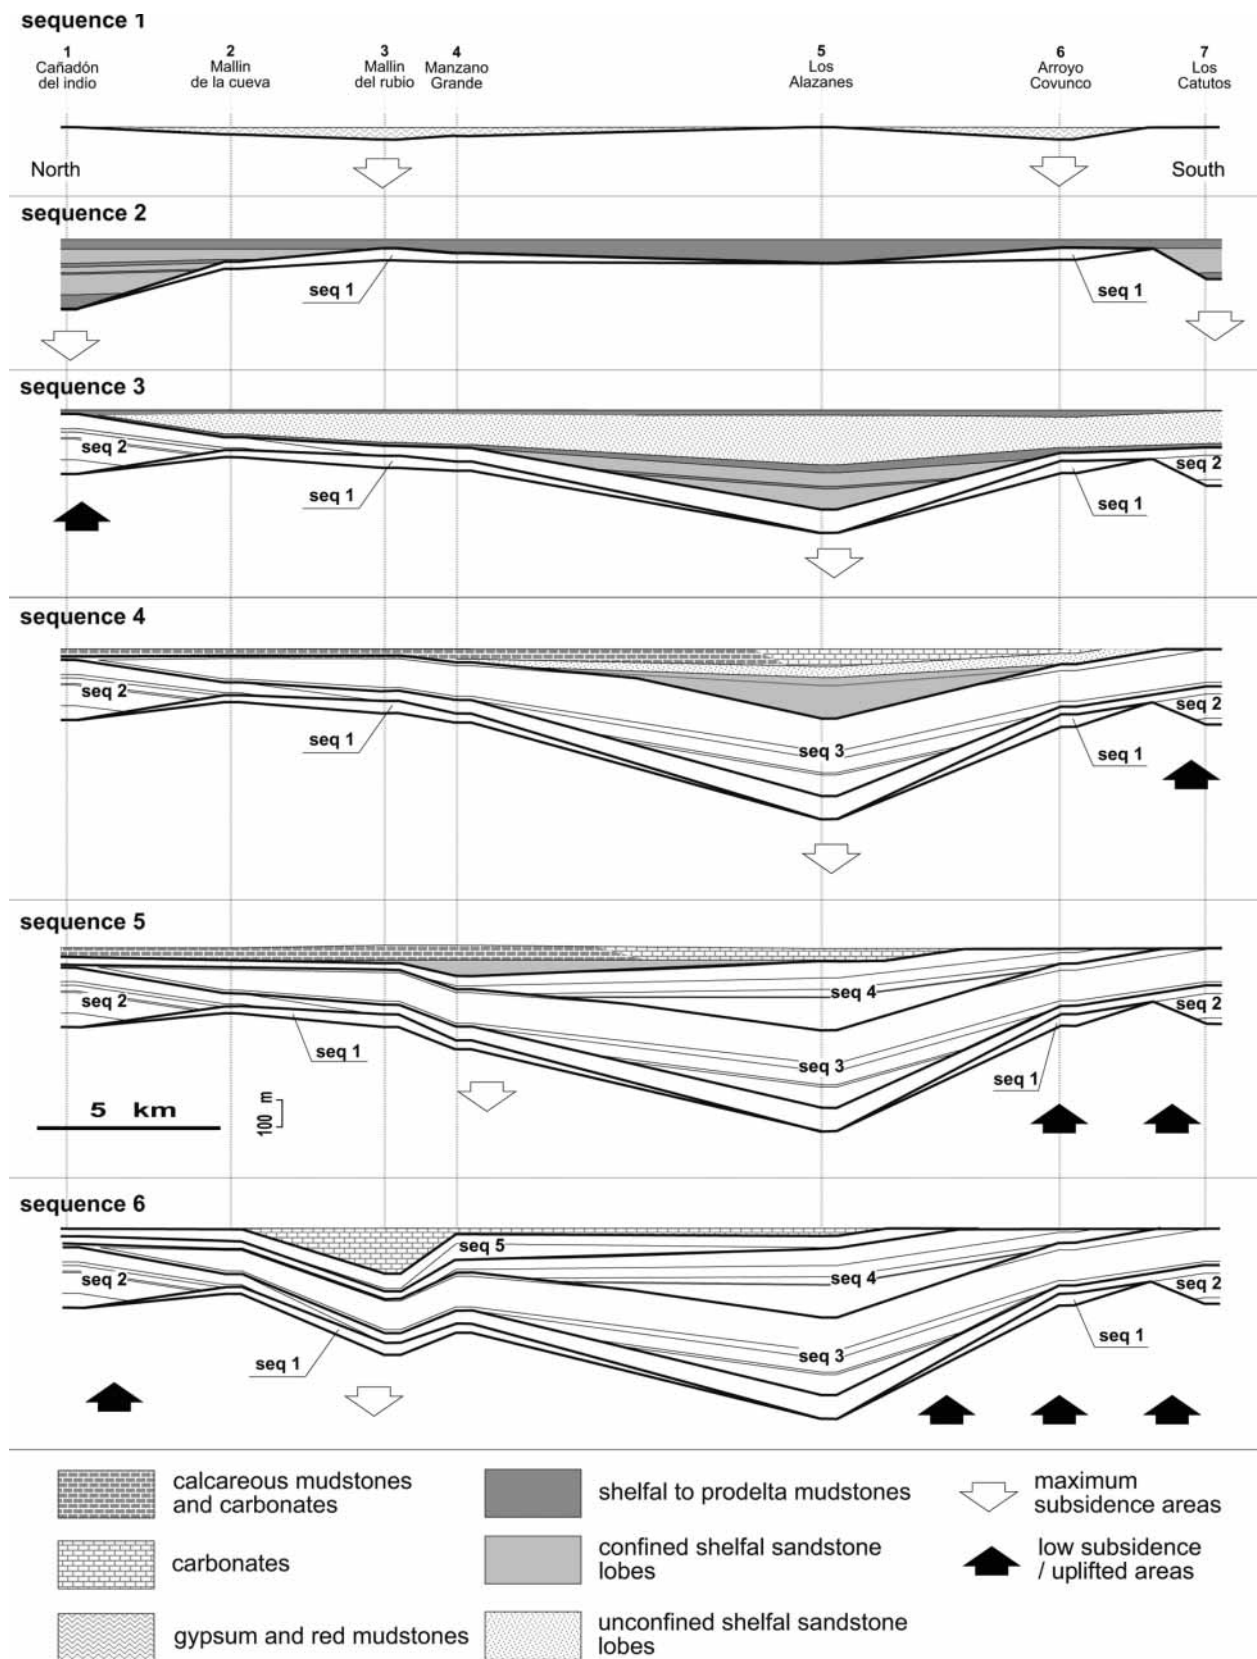 sequence 1
1
Cañadón
del indio
2
Mallin
de la cueva
3
Mallin
del rubio
4
Manzano
Grande
5
Los
Alazanes
6
Arroyo
Covunco
7
Los
Catutos
North
South
sequence 2
seq 1
seq 1
sequence 3
seq 2
seq 1
seq 2
seq 1
sequence 4
seq 2
seq 1
seq 3
seq 2
seq 1
sequence 5
seq 2
seq 1
seq 4
seq 3
seq 2
seq 1
5 km
100 m
sequence 6
seq 5
seq 2
seq 4
seq 2
seq 1
seq 3
seq 1
calcareous mudstones
and carbonates
carbonates
gypsum and red mudstones
shelfal to prodelta mudstones
confined shelfal sandstone
lobes
unconfined shelfal sandstone
lobes
maximum
subsidence areas
low subsidence
/ uplifted areas